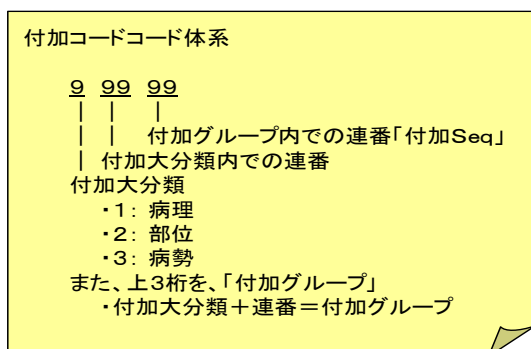 付加コードコード体系
9 99 99
| | |
| | 付加グループ内での連番「付加Seq」
| 付加大分類内での連番
付加大分類
・1: 病理
・2: 部位
・3: 病勢
また、上3桁を、「付加グループ」
・付加大分類+連番=付加グループ